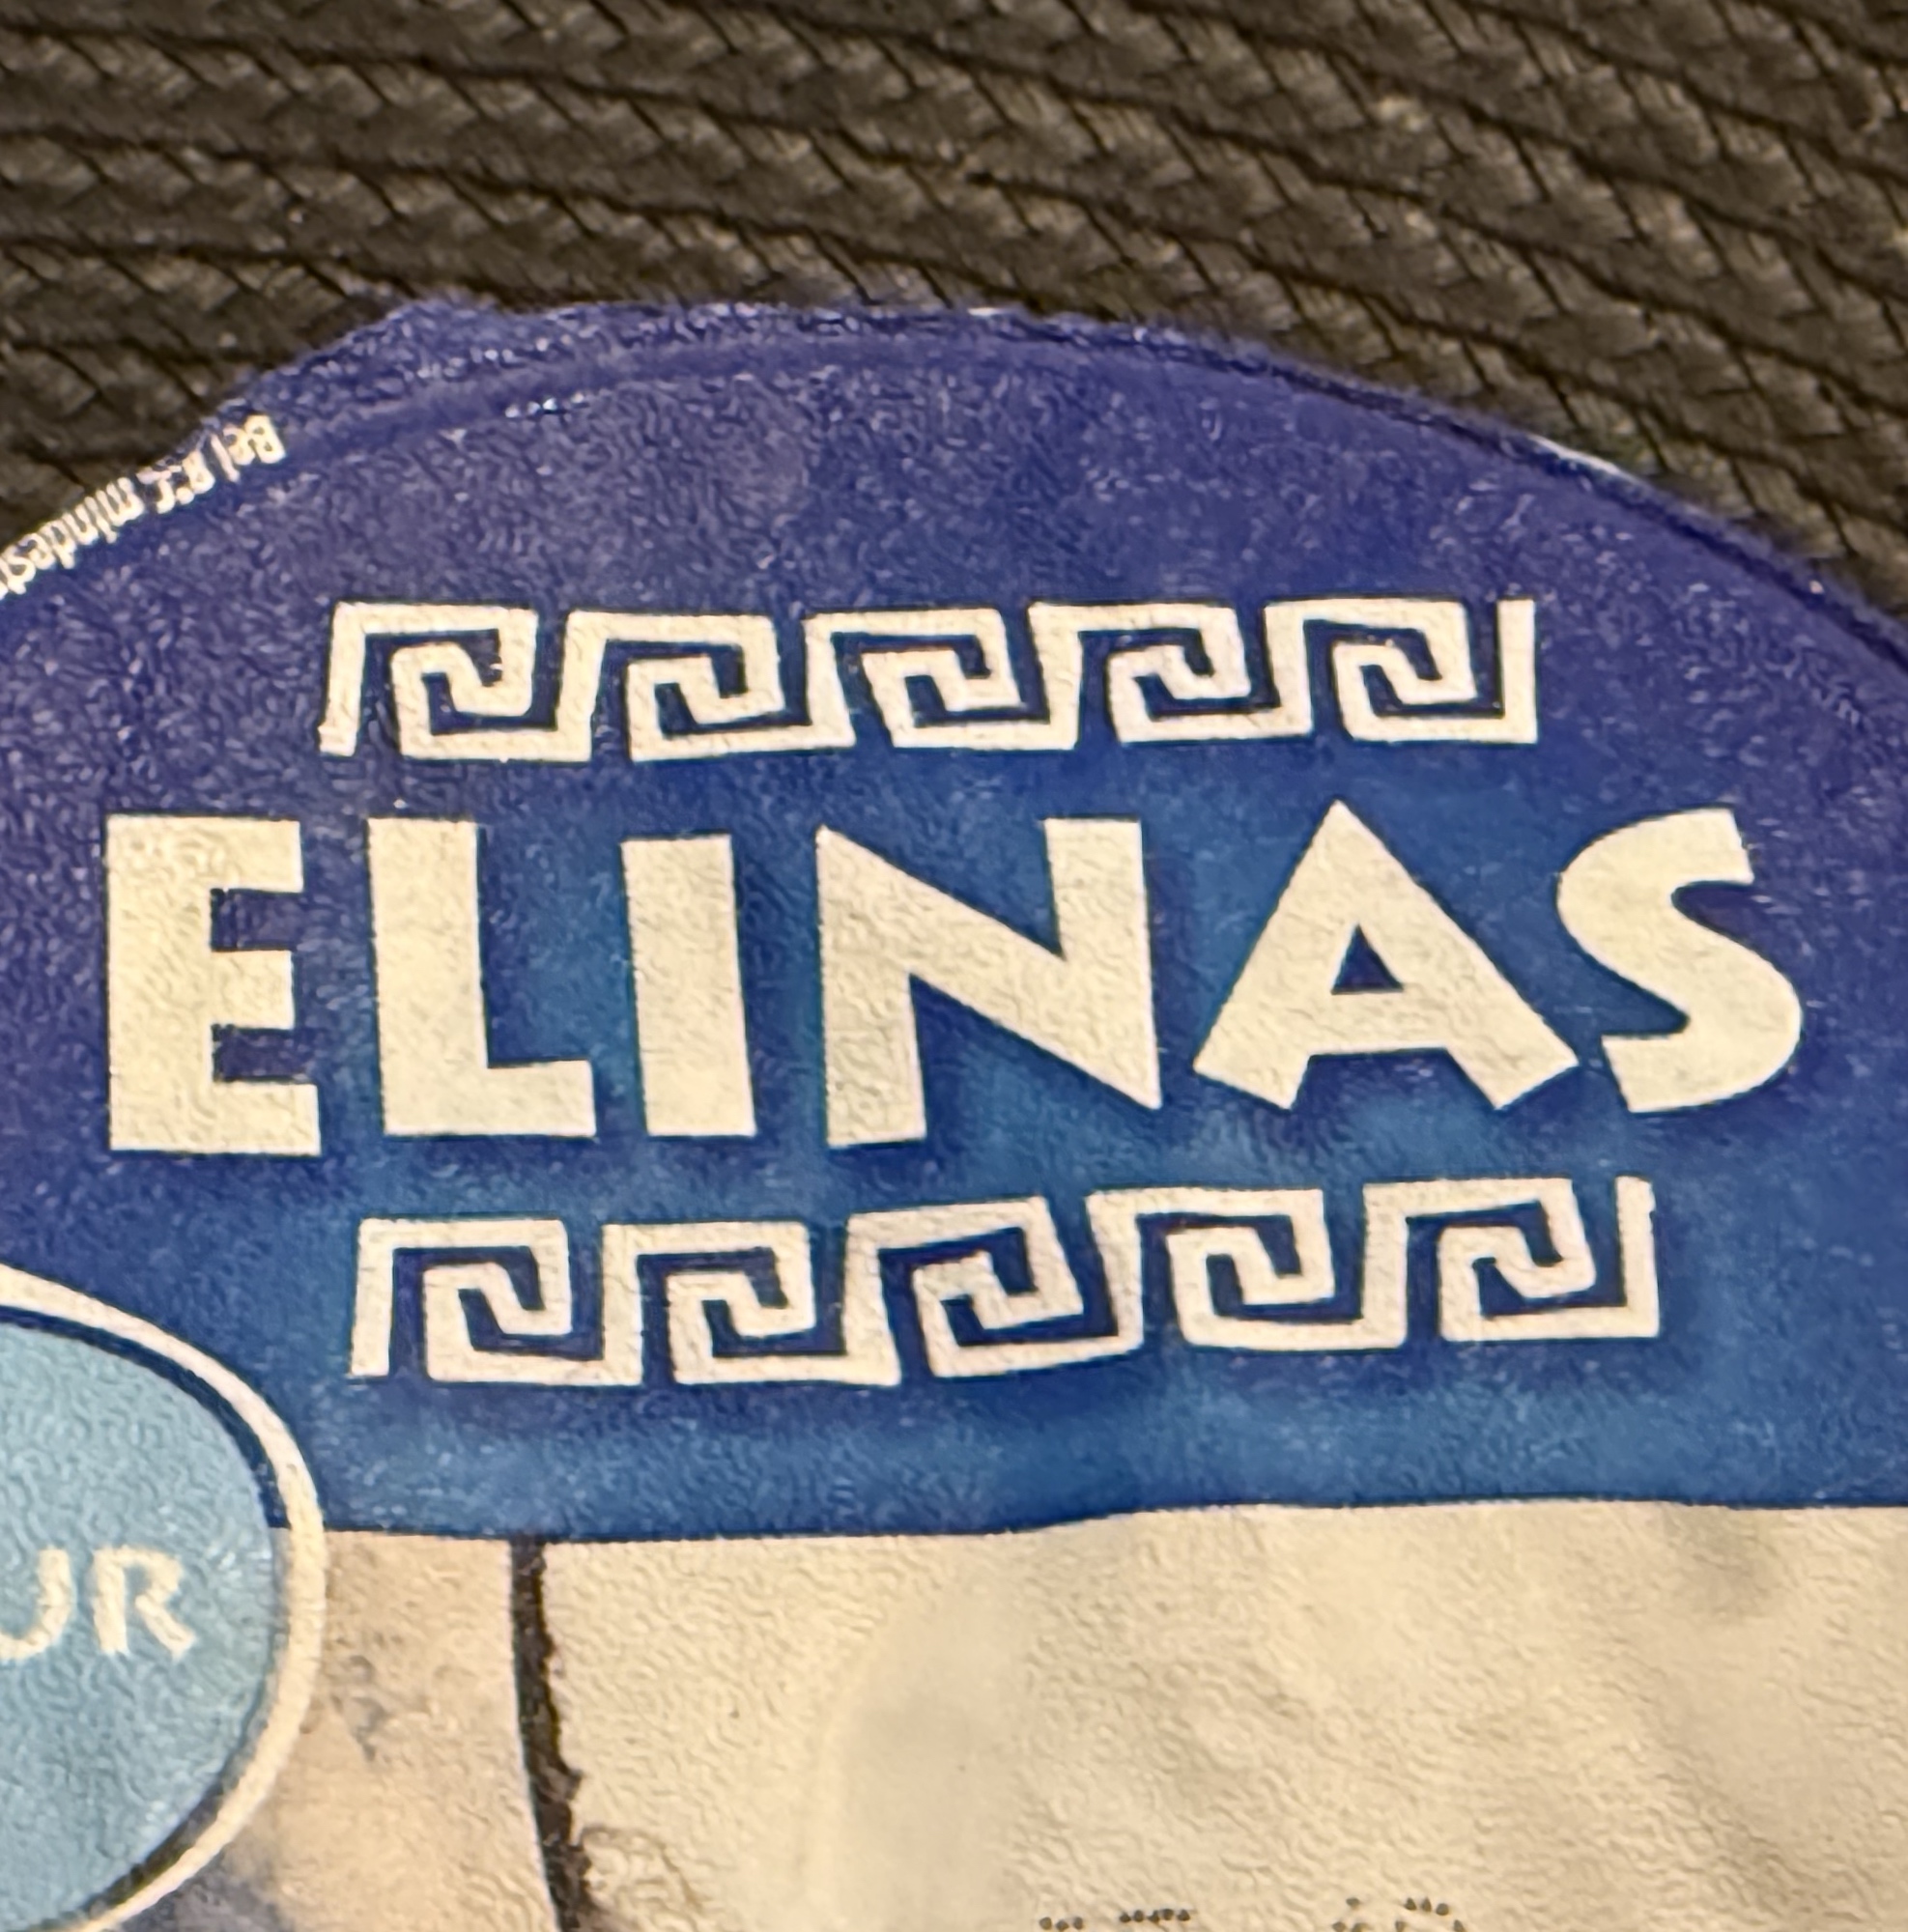 Bei 8°C mindest
ELINAS
UR